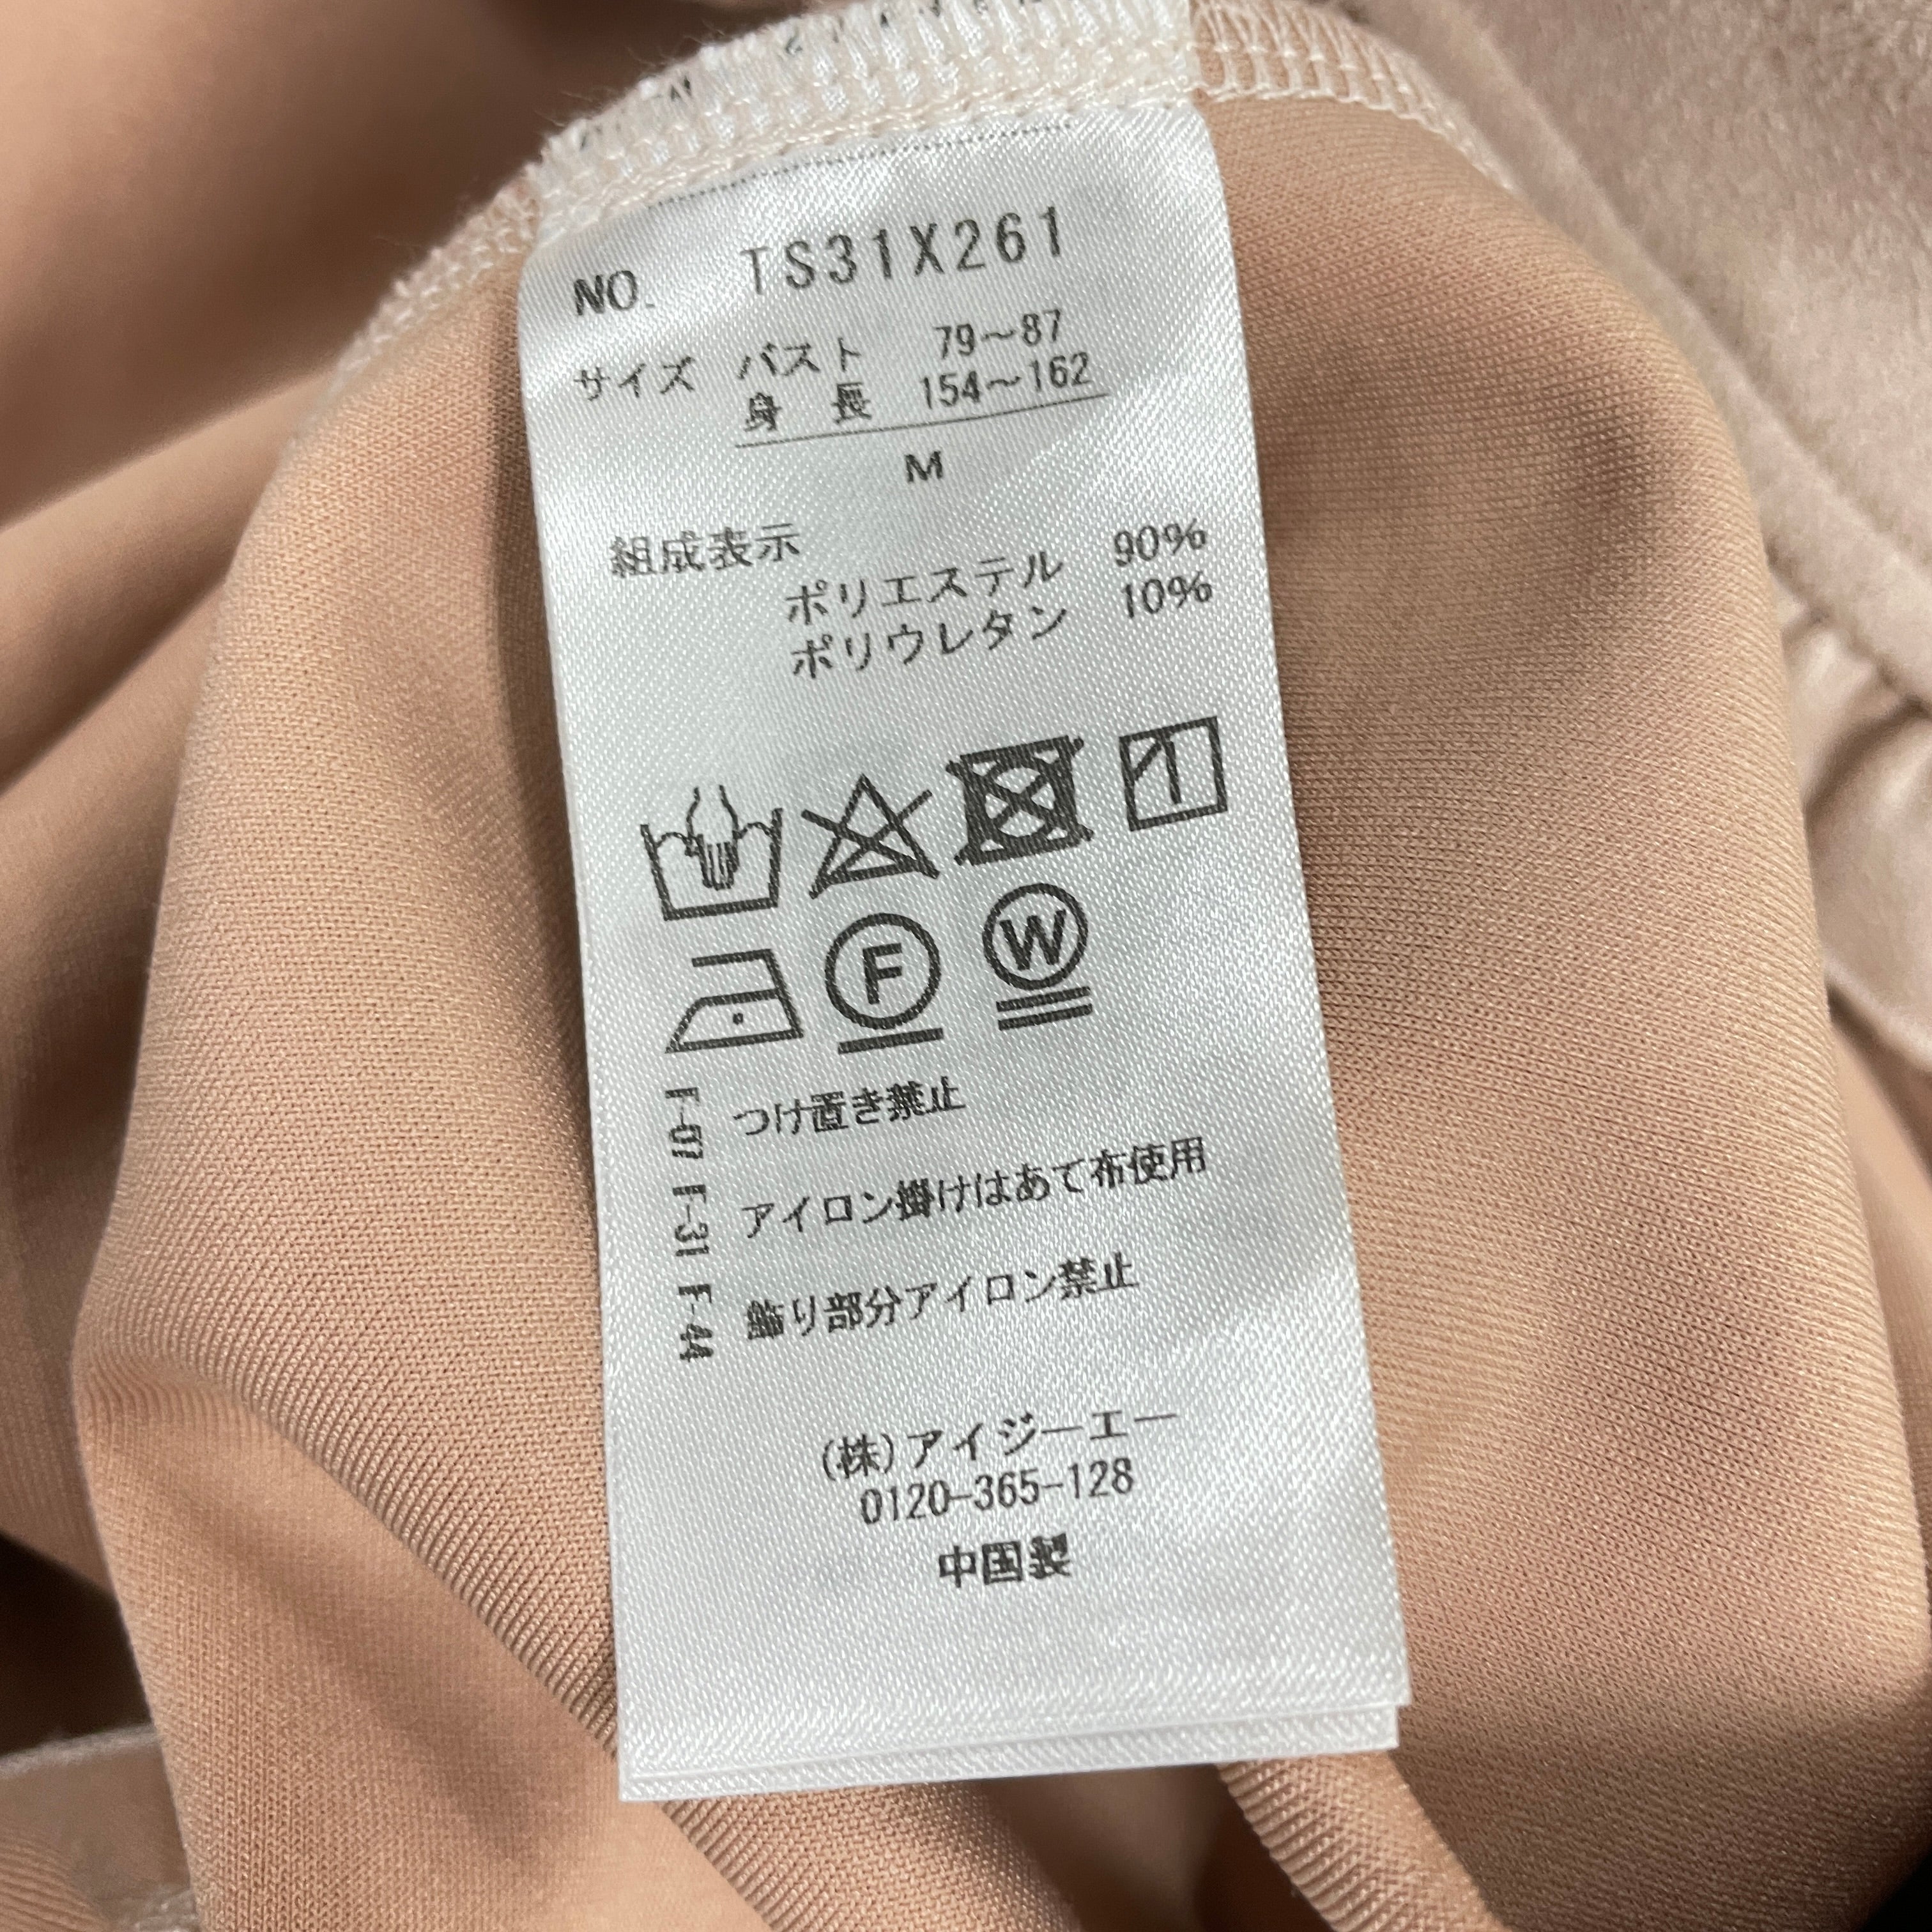 NO. TS31X261
サイズ バスト 79～87
身 長 154～162
M
組成表示
ポリエステル 90%
ポリウレタン 10%
F
W
つけ置き禁止
アイロン掛けはあて布使用
飾り部分アイロン禁止
F-07 F-31 F-44
(株)アイジーエー
0120-365-128
中国製